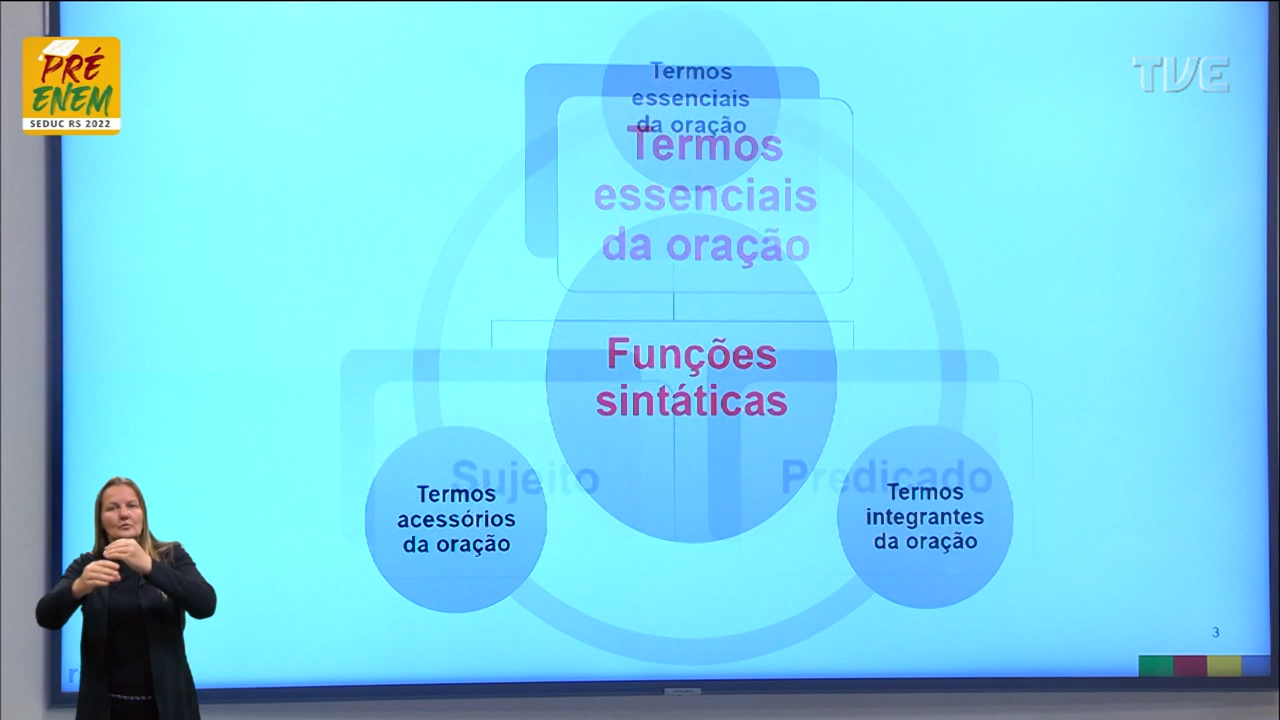 PRÉ
ENEM
SEDUC RS 2022
TVE
Termos
essenciais
da oração
Termos
essenciais
da oração
Funções
sintáticas
Sujeito
Predicado
Termos
acessórios
da oração
Termos
integrantes
da oração
3